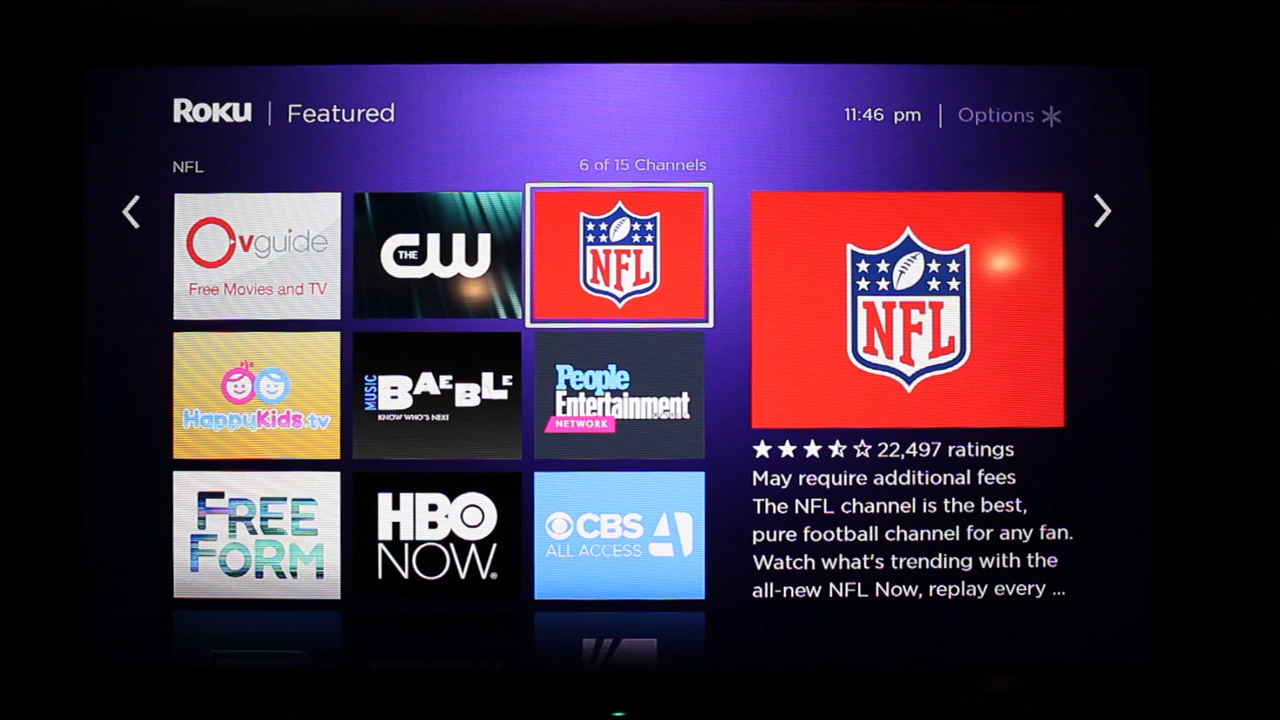 Roku | Featured
11:46 pm | Options
NFL
6 of 15 Channels
Ovguide
Free Movies and TV
THE CW
NFL
HappyKids.tv
MUSIC
BAEBLE
KNOW WHO'S NEXT
People
Entertainment
NETWORK
FREE
FORM
HBO
NOW.
CBS
ALL ACCESS
NFL
22,497 ratings
May require additional fees
The NFL channel is the best,
pure football channel for any fan.
Watch what's trending with the
all-new NFL Now, replay every ...